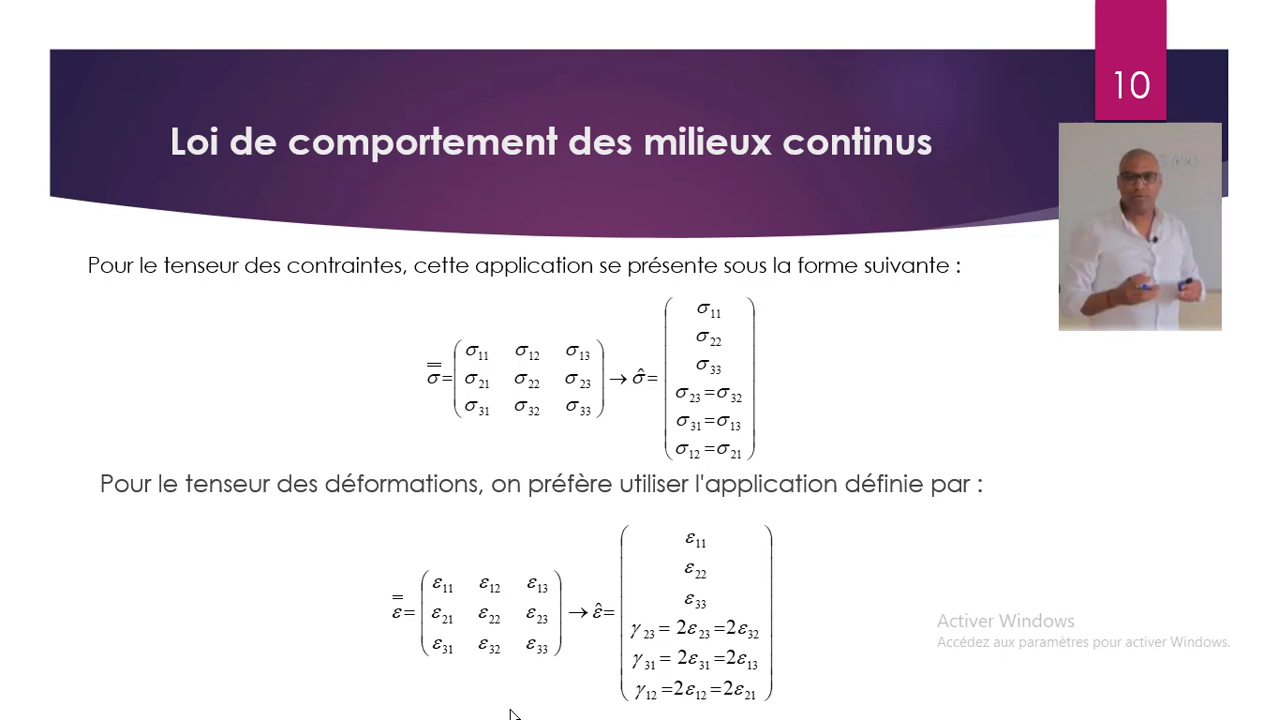 10
Loi de comportement des milieux continus
Pour le tenseur des contraintes, cette application se présente sous la forme suivante :
σ̿ = ( σ₁₁ σ₁₂ σ₁₃ ; σ₂₁ σ₂₂ σ₂₃ ; σ₃₁ σ₃₂ σ₃₃ ) → σ̂ = ( σ₁₁ ; σ₂₂ ; σ₃₃ ; σ₂₃ =σ₃₂ ; σ₃₁ =σ₁₃ ; σ₁₂ =σ₂₁ )
Pour le tenseur des déformations, on préfère utiliser l'application définie par :
ε̿ = ( ε₁₁ ε₁₂ ε₁₃ ; ε₂₁ ε₂₂ ε₂₃ ; ε₃₁ ε₃₂ ε₃₃ ) → ε̂ = ( ε₁₁ ; ε₂₂ ; ε₃₃ ; γ₂₃ = 2ε₂₃ =2ε₃₂ ; γ₃₁ = 2ε₃₁ =2ε₁₃ ; γ₁₂ =2ε₁₂ =2ε₂₁ )
Activer Windows
Accédez aux paramètres pour activer Windows.